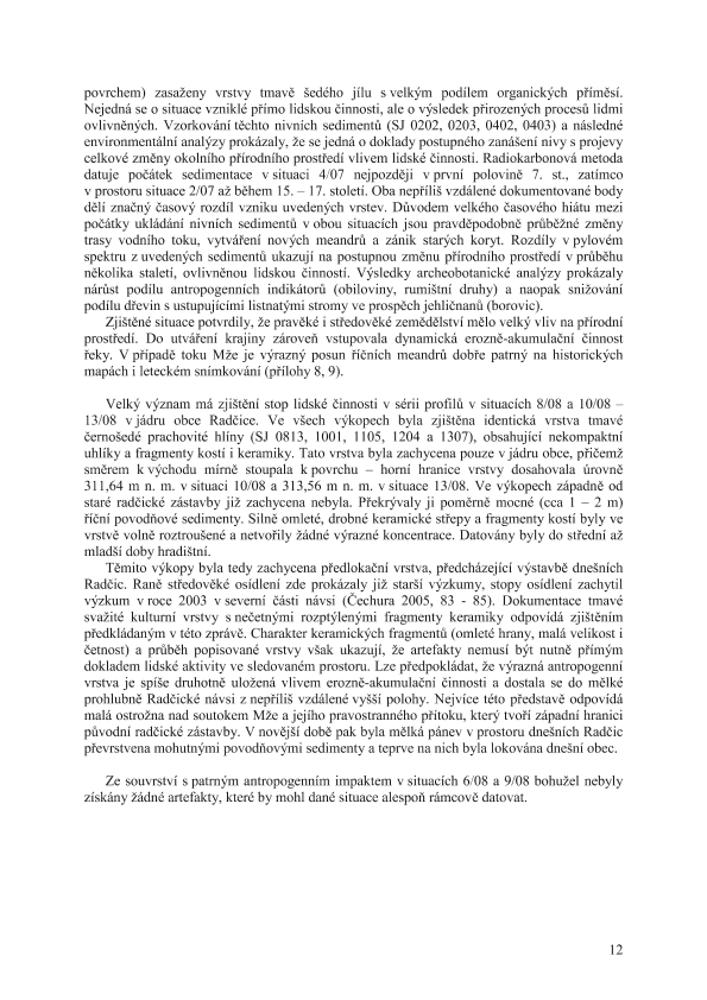 povrchem) zasaženy vrstvy tmavě šedého jílu s velkým podílem organických příměsí.
Nejedná se o situace vzniklé přímo lidskou činnosti, ale o výsledek přirozených procesů lidmi
ovlivněných. Vzorkování těchto nivních sedimentů (SJ 0202, 0203, 0402, 0403) a následné
environmentální analýzy prokázaly, že se jedná o doklady postupného zanášení nivy s projevy
celkové změny okolního přírodního prostředí vlivem lidské činnosti. Radiokarbonová metoda
datuje počátek sedimentace v situaci 4/07 nejpozději v první polovině 7. st., zatímco
v prostoru situace 2/07 až během 15. – 17. století. Oba nepříliš vzdálené dokumentované body
dělí značný časový rozdíl vzniku uvedených vrstev. Důvodem velkého časového hiátu mezi
počátky ukládání nivních sedimentů v obou situacích jsou pravděpodobně průběžné změny
trasy vodního toku, vytváření nových meandrů a zánik starých koryt. Rozdíly v pylovém
spektru z uvedených sedimentů ukazují na postupnou změnu přírodního prostředí v průběhu
několika staletí, ovlivněnou lidskou činností. Výsledky archeobotanické analýzy prokázaly
nárůst podílu antropogenních indikátorů (obiloviny, rumištní druhy) a naopak snižování
podílu dřevin s ustupujícími listnatými stromy ve prospěch jehličnanů (borovic).
Zjištěné situace potvrdily, že pravěké i středověké zemědělství mělo velký vliv na přírodní
prostředí. Do utváření krajiny zároveň vstupovala dynamická erozně-akumulační činnost
řeky. V případě toku Mže je výrazný posun říčních meandrů dobře patrný na historických
mapách i leteckém snímkování (přílohy 8, 9).
Velký význam má zjištění stop lidské činnosti v sérii profilů v situacích 8/08 a 10/08 –
13/08 v jádru obce Radčice. Ve všech výkopech byla zjištěna identická vrstva tmavé
černošedé prachovité hlíny (SJ 0813, 1001, 1105, 1204 a 1307), obsahující nekompaktní
uhlíky a fragmenty kostí i keramiky. Tato vrstva byla zachycena pouze v jádru obce, přičemž
směrem k východu mírně stoupala k povrchu – horní hranice vrstvy dosahovala úrovně
311,64 m n. m. v situaci 10/08 a 313,56 m n. m. v situace 13/08. Ve výkopech západně od
staré radčické zástavby již zachycena nebyla. Překrývaly ji poměrně mocné (cca 1 – 2 m)
říční povodňové sedimenty. Silně omleté, drobné keramické střepy a fragmenty kostí byly ve
vrstvě volně roztroušené a netvořily žádné výrazné koncentrace. Datovány byly do střední až
mladší doby hradištní.
Těmito výkopy byla tedy zachycena předlokační vrstva, předcházející výstavbě dnešních
Radčic. Raně středověké osídlení zde prokázaly již starší výzkumy, stopy osídlení zachytil
výzkum v roce 2003 v severní části návsi (Čechura 2005, 83 - 85). Dokumentace tmavé
svažité kulturní vrstvy s nečetnými rozptýlenými fragmenty keramiky odpovídá zjištěním
předkládaným v této zprávě. Charakter keramických fragmentů (omleté hrany, malá velikost i
četnost) a průběh popisované vrstvy však ukazují, že artefakty nemusí být nutně přímým
dokladem lidské aktivity ve sledovaném prostoru. Lze předpokládat, že výrazná antropogenní
vrstva je spíše druhotně uložená vlivem erozně-akumulační činnosti a dostala se do mělké
prohlubně Radčické návsi z nepříliš vzdálené vyšší polohy. Nejvíce této představě odpovídá
malá ostrožna nad soutokem Mže a jejího pravostranného přítoku, který tvoří západní hranici
původní radčické zástavby. V novější době pak byla mělká pánev v prostoru dnešních Radčic
převrstvena mohutnými povodňovými sedimenty a teprve na nich byla lokována dnešní obec.
Ze souvrství s patrným antropogenním impaktem v situacích 6/08 a 9/08 bohužel nebyly
získány žádné artefakty, které by mohl dané situace alespoň rámcově datovat.
12